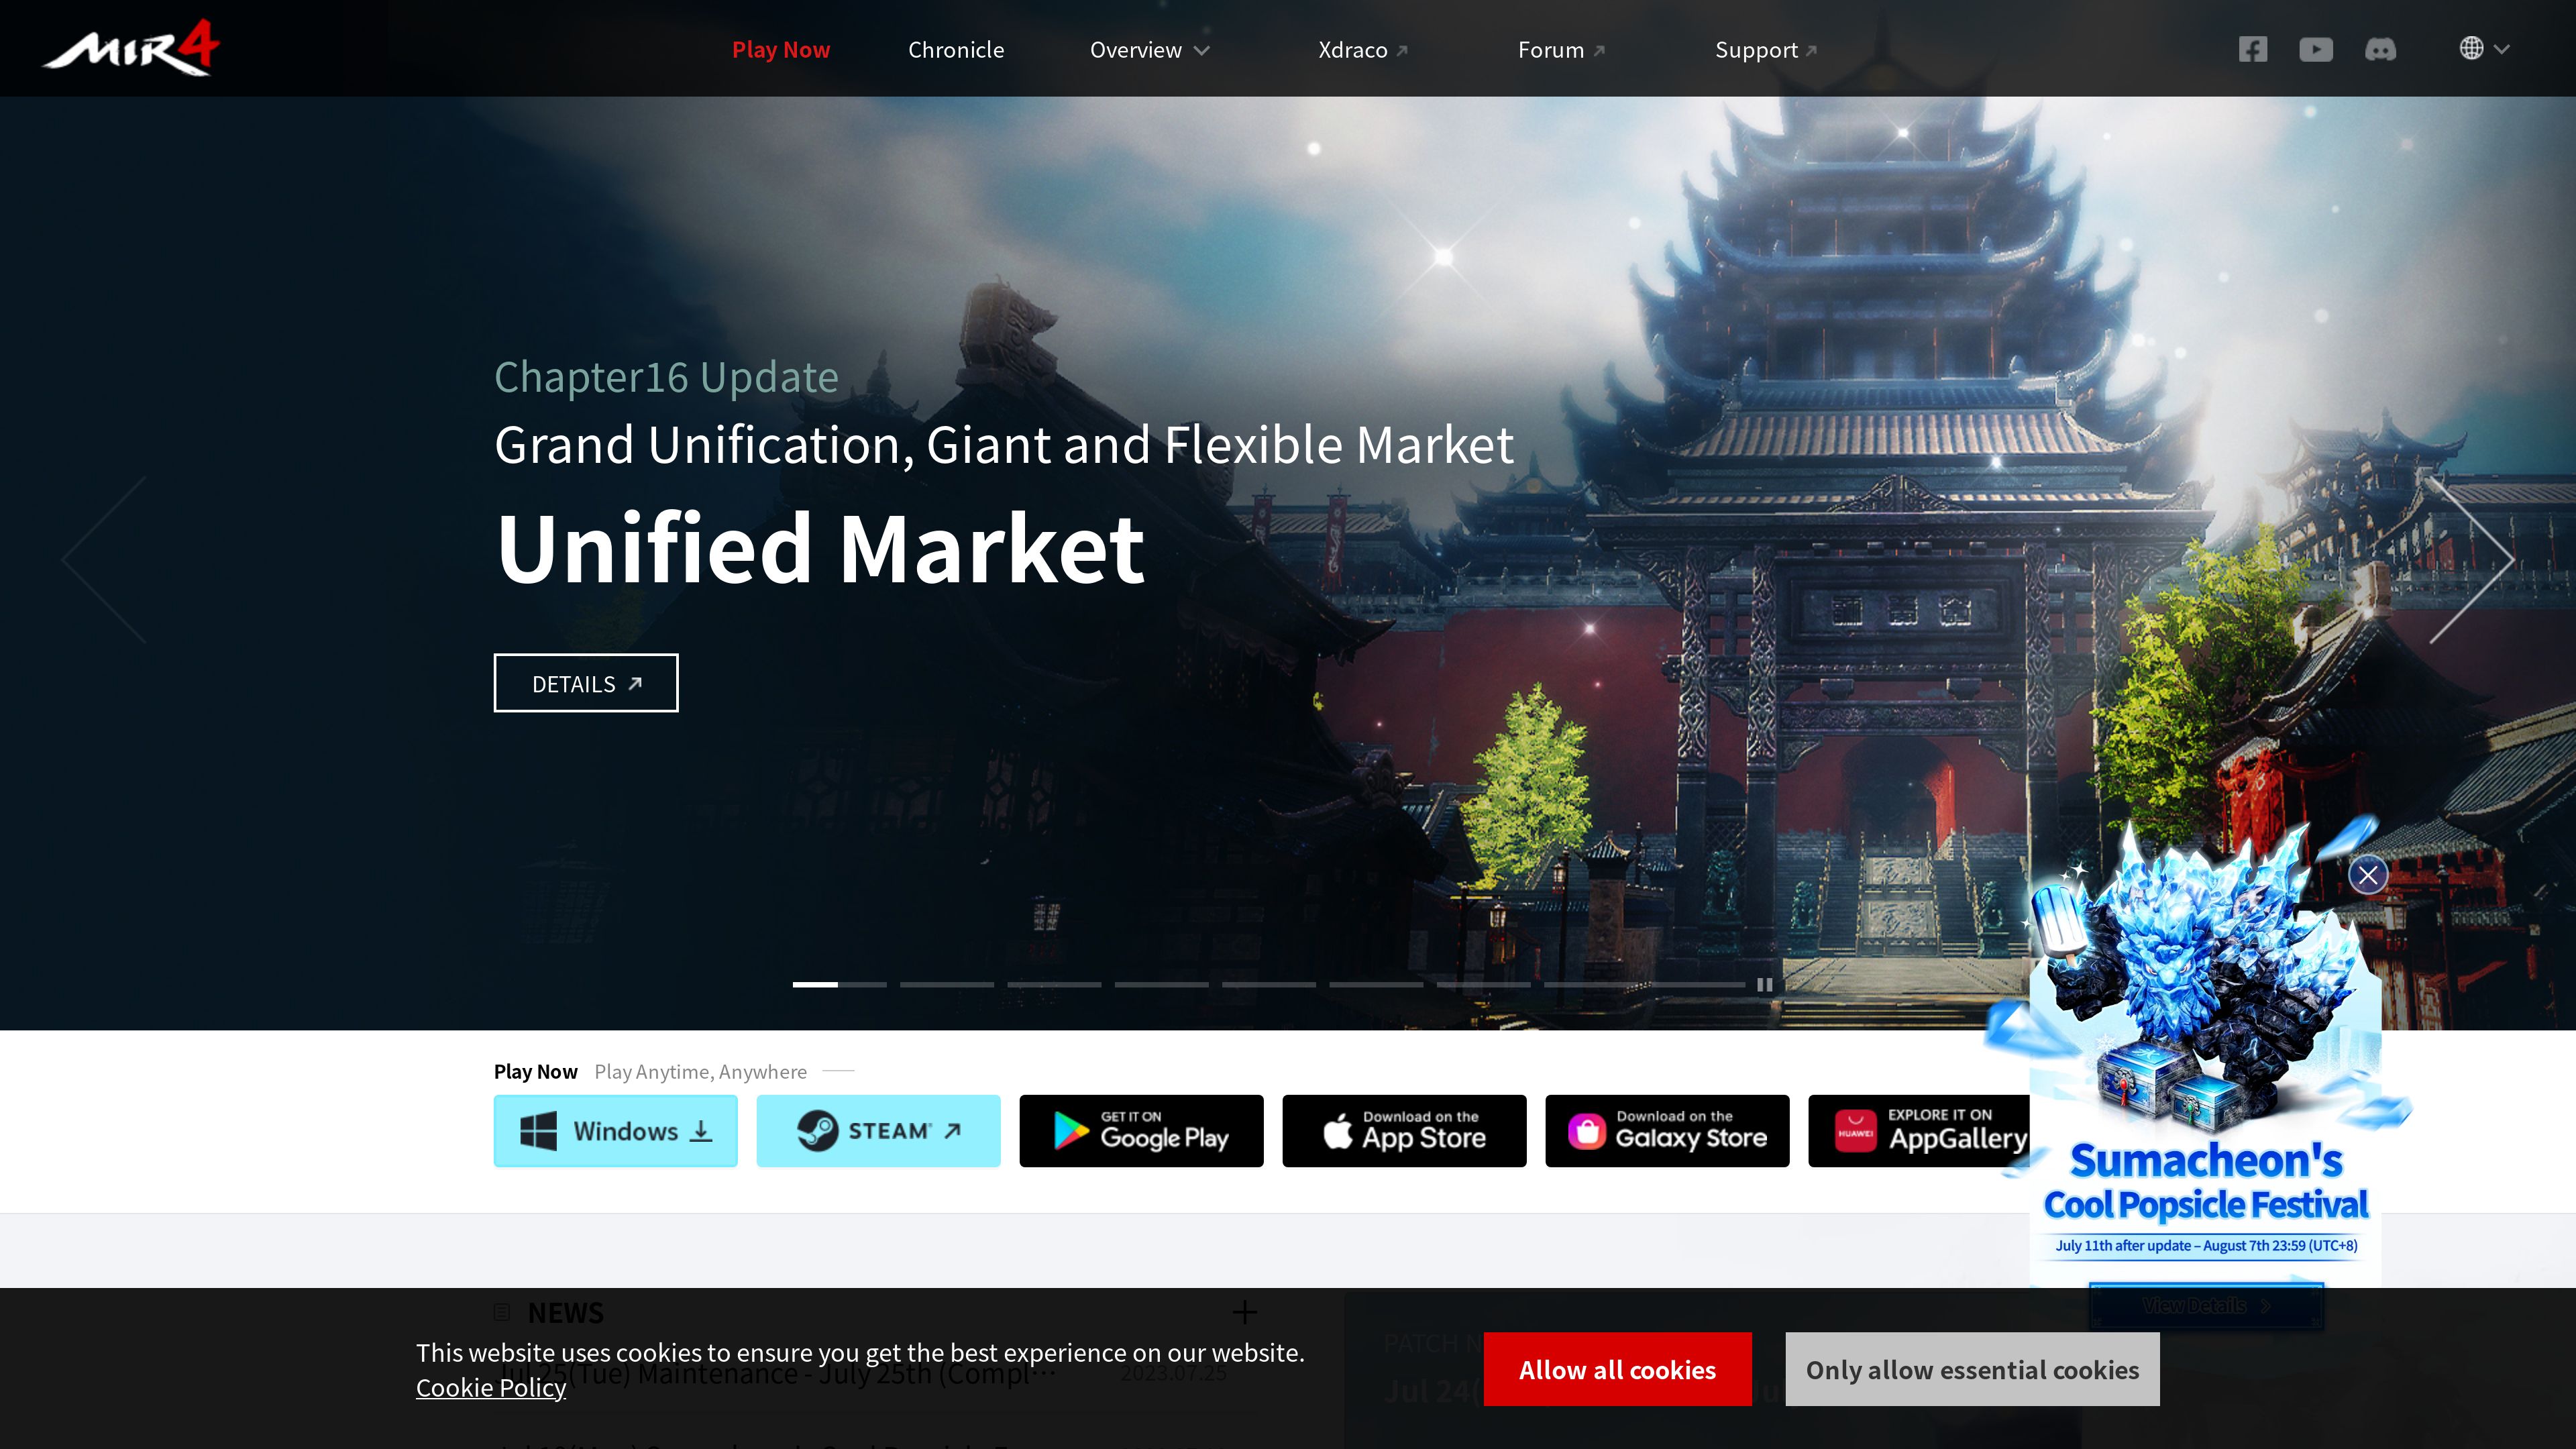 MIR4
Play Now
Chronicle
Overview
Xdraco
Forum
Support
Chapter16 Update
Grand Unification, Giant and Flexible Market
Unified Market
DETAILS
Play Now Play Anytime, Anywhere
Windows
STEAM
GET IT ON
Google Play
Download on the
App Store
Download on the
Galaxy Store
HUAWEI
EXPLORE IT ON
AppGallery
Sumacheon's
Cool Popsicle Festival
July 11th after update – August 7th 23:59 (UTC+8)
View Details
NEWS
PATCH
Jul 25(Tue) Maintenance - July 25th (Compl···
2023.07.25
Jul 24(
This website uses cookies to ensure you get the best experience on our website.
Cookie Policy
Allow all cookies
Only allow essential cookies